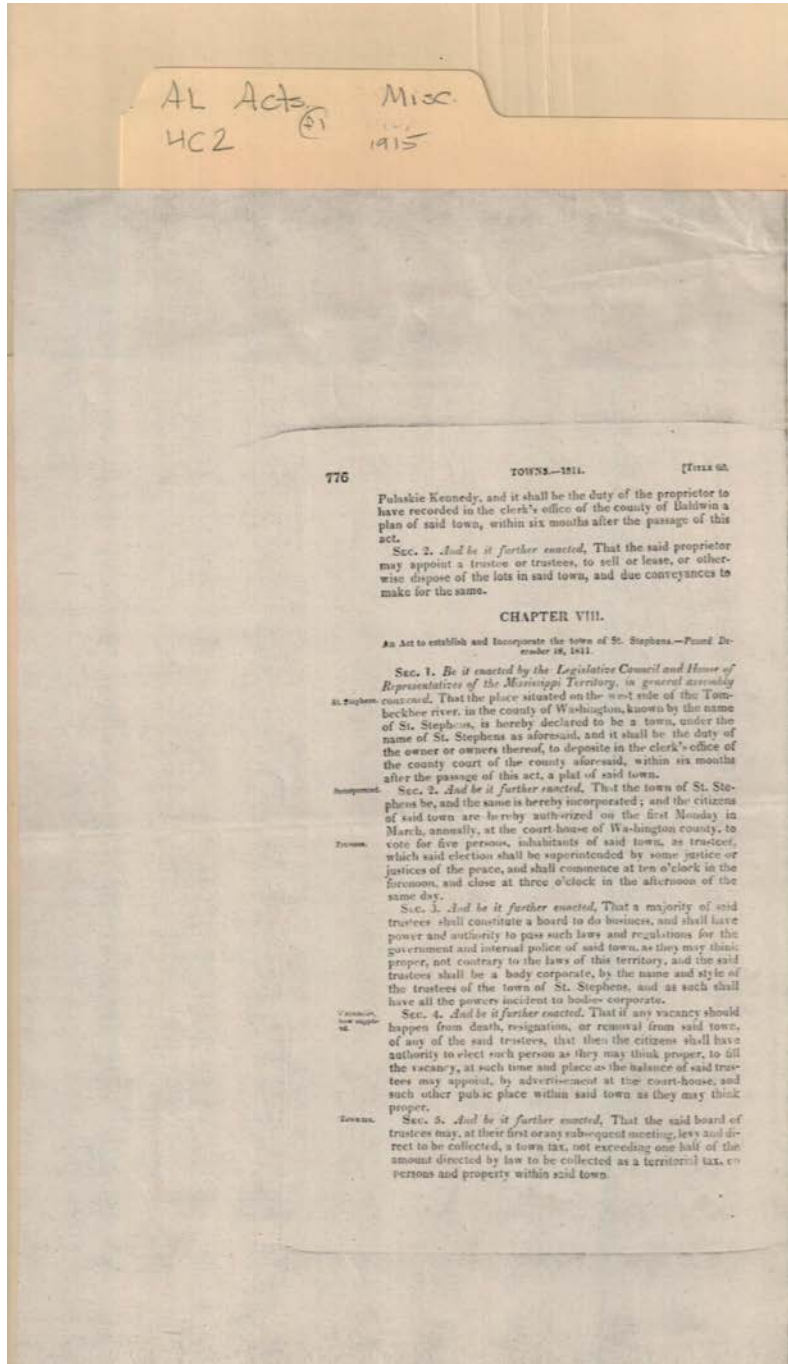 AL Acts Misc.
4C2 1915
776 TOWNS.—1811. [TITLE 62.
Pulaskie Kennedy, and it shall be the duty of the proprietor to
have recorded in the clerk's office of the county of Baldwin a
plan of said town, within six months after the passage of this
act.
SEC. 2. And be it further enacted, That the said proprietor
may appoint a trustee or trustees, to sell or lease, or other-
wise dispose of the lots in said town, and due conveyances to
make for the same.
CHAPTER VIII.
An Act to establish and Incorporate the town of St. Stephens.—Passed De-
cember 18, 1811.
SEC. 1. Be it enacted by the Legislative Council and House of
Representatives of the Mississippi Territory, in general assembly
St. Stephens. convened, That the place situated on the west side of the Tom-
beckbee river, in the county of Washington, known by the name
of St. Stephens, is hereby declared to be a town, under the
name of St. Stephens as aforesaid, and it shall be the duty of
the owner or owners thereof, to deposite in the clerk's office of
the county court of the county aforesaid, within six months
after the passage of this act, a plat of said town.
Incorporated. SEC. 2. And be it further enacted, That the town of St. Ste-
phens be, and the same is hereby incorporated; and the citizens
of said town are hereby authorized on the first Monday in
March, annually, at the court-house of Washington county, to
Trustees. vote for five persons, inhabitants of said town, as trustees,
which said election shall be superintended by some justice or
justices of the peace, and shall commence at ten o'clock in the
forenoon, and close at three o'clock in the afternoon of the
same day.
SEC. 3. And be it further enacted, That a majority of said
trustees shall constitute a board to do business, and shall have
power and authority to pass such laws and regulations for the
government and internal police of said town, as they may think
proper, not contrary to the laws of this territory, and the said
trustees shall be a body corporate, by the name and style of
the trustees of the town of St. Stephens, and as such shall
have all the powers incident to bodies corporate.
Vacancies, SEC. 4. And be it further enacted, That if any vacancy should
how suppli- happen from death, resignation, or removal from said town,
ed. of any of the said trustees, that then the citizens shall have
authority to elect such person as they may think proper, to fill
the vacancy, at such time and place as the balance of said trus-
tees may appoint, by advertisement at the court-house, and
such other public place within said town as they may think
proper.
Town tax. SEC. 5. And be it further enacted, That the said board of
trustees may, at their first or any subsequent meeting, levy and di-
rect to be collected, a town tax, not exceeding one half of the
amount directed by law to be collected as a territorial tax, on
persons and property within said town.